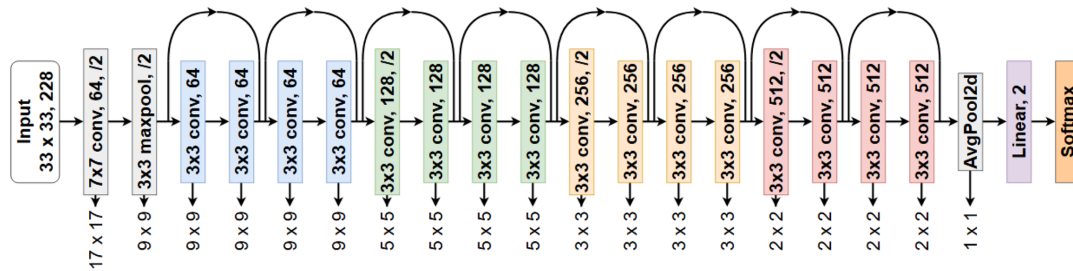 Input
33 x 33, 228
7x7 conv, 64, /2
3x3 maxpool, /2
3x3 conv, 64
3x3 conv, 64
3x3 conv, 64
3x3 conv, 64
3x3 conv, 128, /2
3x3 conv, 128
3x3 conv, 128
3x3 conv, 128
3x3 conv, 256, /2
3x3 conv, 256
3x3 conv, 256
3x3 conv, 256
3x3 conv, 512, /2
3x3 conv, 512
3x3 conv, 512
3x3 conv, 512
AvgPool2d
Linear, 2
Softmax
17 x 17
9 x 9
9 x 9
9 x 9
9 x 9
9 x 9
5 x 5
5 x 5
5 x 5
5 x 5
3 x 3
3 x 3
3 x 3
3 x 3
2 x 2
2 x 2
2 x 2
2 x 2
1 x 1